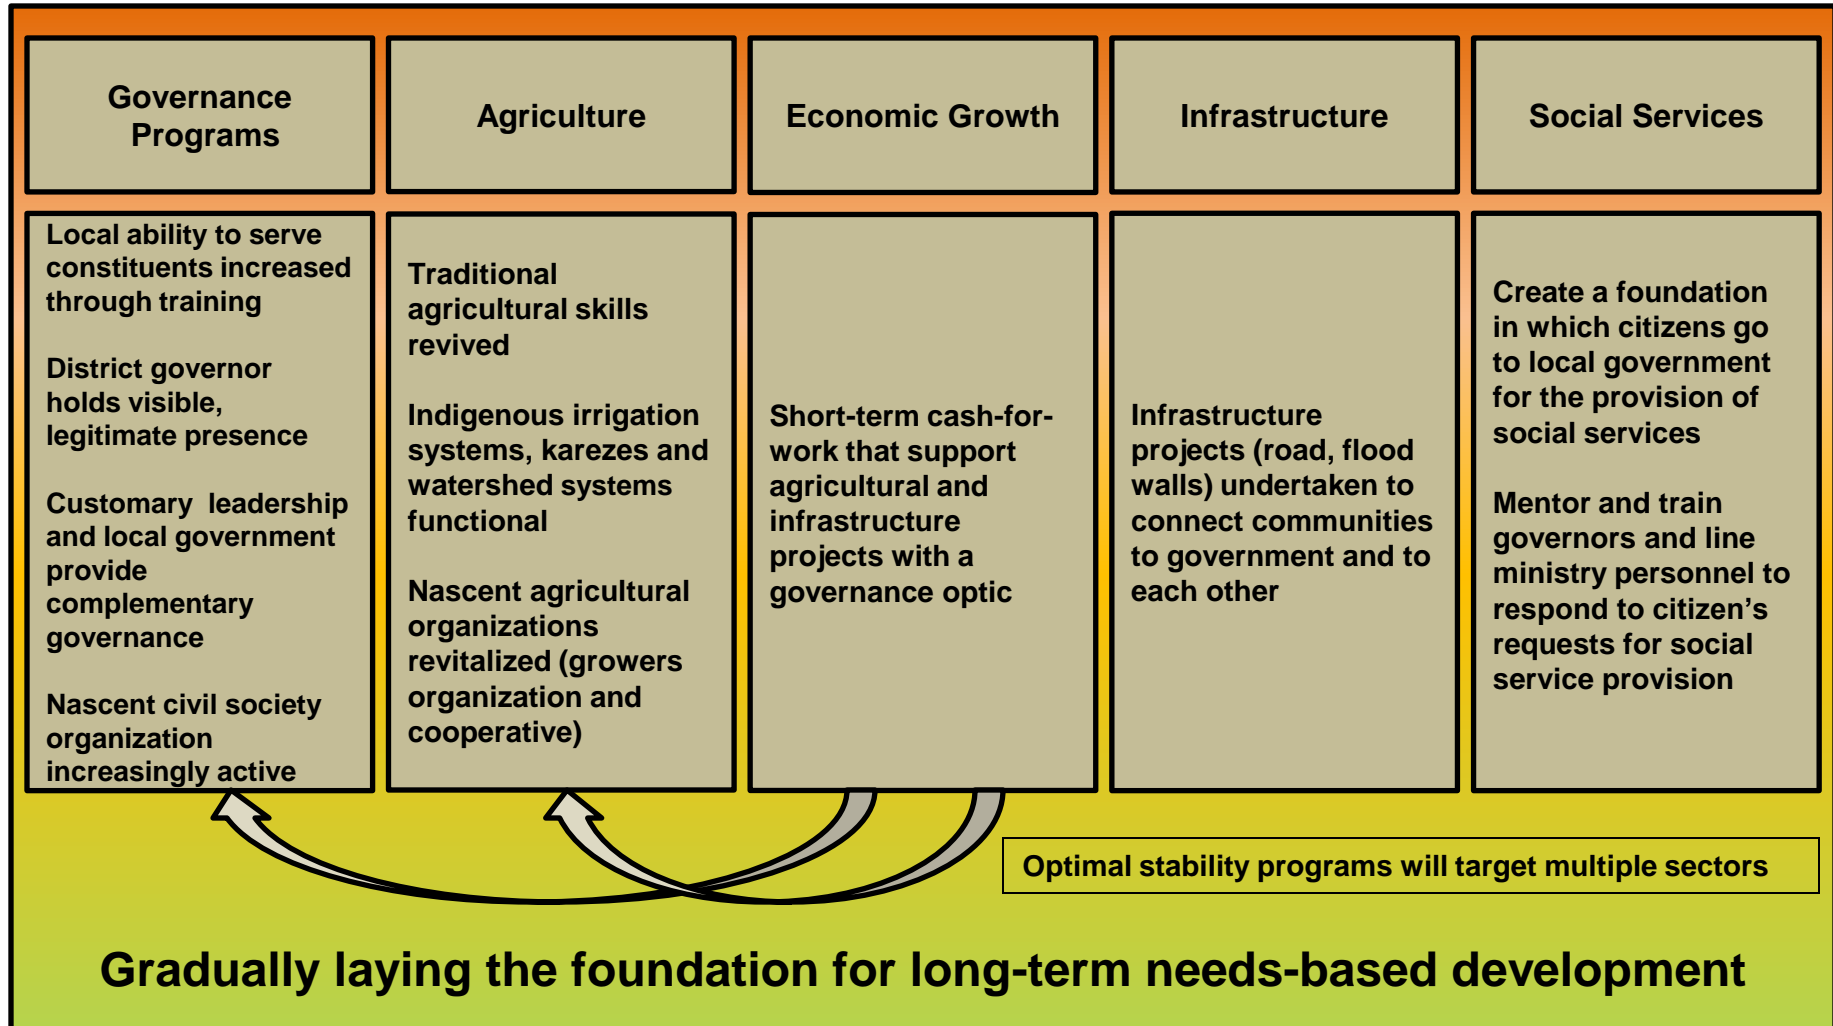 Governance
Programs
Agriculture
Economic Growth
Infrastructure
Social Services
Local ability to serve
constituents increased
through training
District governor
holds visible,
legitimate presence
Customary leadership
and local government
provide
complementary
governance
Nascent civil society
organization
increasingly active
Traditional
agricultural skills
revived
Indigenous irrigation
systems, karezes and
watershed systems
functional
Nascent agricultural
organizations
revitalized (growers
organization and
cooperative)
Short-term cash-for-
work that support
agricultural and
infrastructure
projects with a
governance optic
Infrastructure
projects (road, flood
walls) undertaken to
connect communities
to government and to
each other
Create a foundation
in which citizens go
to local government
for the provision of
social services
Mentor and train
governors and line
ministry personnel to
respond to citizen’s
requests for social
service provision
Optimal stability programs will target multiple sectors
Gradually laying the foundation for long-term needs-based development